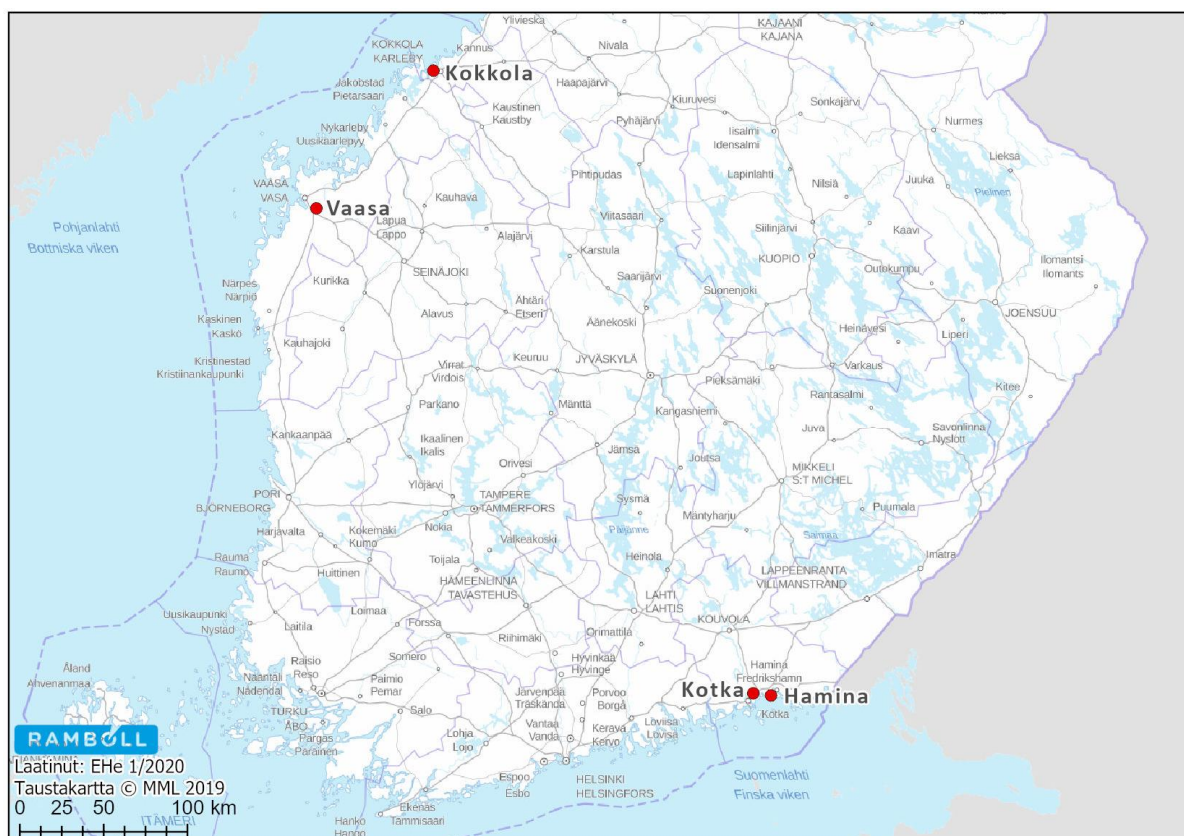 Ylivieska
KAJAANI
KAJANA
KOKKOLA
KARLEBY
Kannus
Nivala
Kokkola
Haapajärvi
Kiuruvesi
Sonkajärvi
Jakobstad
Pietarsaari
Kaustinen
Kaustby
Pyhäjärvi
Iisalmi
Idensalmi
Nurmes
Nykarleby
Uusikaarlepyy
Lieksa
Pihtipudas
Lapinlahti
Nilsiä
Juuka
Pielinen
VAASA
VASA
Kauhava
Vaasa
Lapua
Lappo
Viitasaari
Siilinjärvi
Kaavi
Pohjanlahti
Bottniska viken
Alajärvi
Karstula
KUOPIO
Outokumpu
Ilomantsi
Ilomants
SEINÄJOKI
Kurikka
Saarijärvi
Suonenjoki
Närpes
Närpiö
Ähtäri
Etseri
Alavus
JOENSUU
Kaskinen
Kaskö
Äänekoski
Heinävesi
Liperi
Kauhajoki
Kristinestad
Kristiinankaupunki
Keuruu
JYVÄSKYLÄ
Virrat
Virdois
Pieksämäki
Varkaus
Kitee
Rantasalmi
Parkano
Mänttä
Kangasniemi
Kankaanpää
Ikaalinen
Ikalis
Juva
Savonlinna
Nyslott
Jämsä
Joutsa
Orivesi
MIKKELI
S:T MICHEL
PORI
BJÖRNEBORG
Ylöjärvi
TAMPERE
TAMMERFORS
Sysmä
Puumala
Nokia
Mäntyharju
Harjavalta
Kokemäki
Kumo
Päijänne
Saimaa
Valkeakoski
Rauma
Raumo
Toijala
Heinola
Imatra
Huittinen
HÄMEENLINNA
TAVASTEHUS
LAPPEENRANTA
VILLMANSTRAND
LAHTI
LAHTIS
Uusikaupunki
Nystad
Loimaa
Laitila
Forssa
KOUVOLA
Riihimäki
Orimattila
Åland
Ahvenanmaa
Raisio
Reso
Somero
Hyvinkää
Hyvinge
Hamina
Fredrikshamn
Naantali
Nådendal
Paimio
Pemar
Järvenpää
Träskända
Porvoo
Borgå
Kotka
Hamina
Kotka
TURKU
ÅBO
Salo
Loviisa
Lovisa
Vantaa
Vanda
Kerava
Kervo
Pargas
Parainen
Lohja
Lojo
RAMBOLL
Laatinut: EHe 1/2020
Taustakartta © MML 2019
Espoo
Esbo
HELSINKI
HELSINGFORS
Suomenlahti
Finska viken
0 25 50 100 km
ITÄMERI
Ekenäs
Tammisaari
Hanko
Hangö